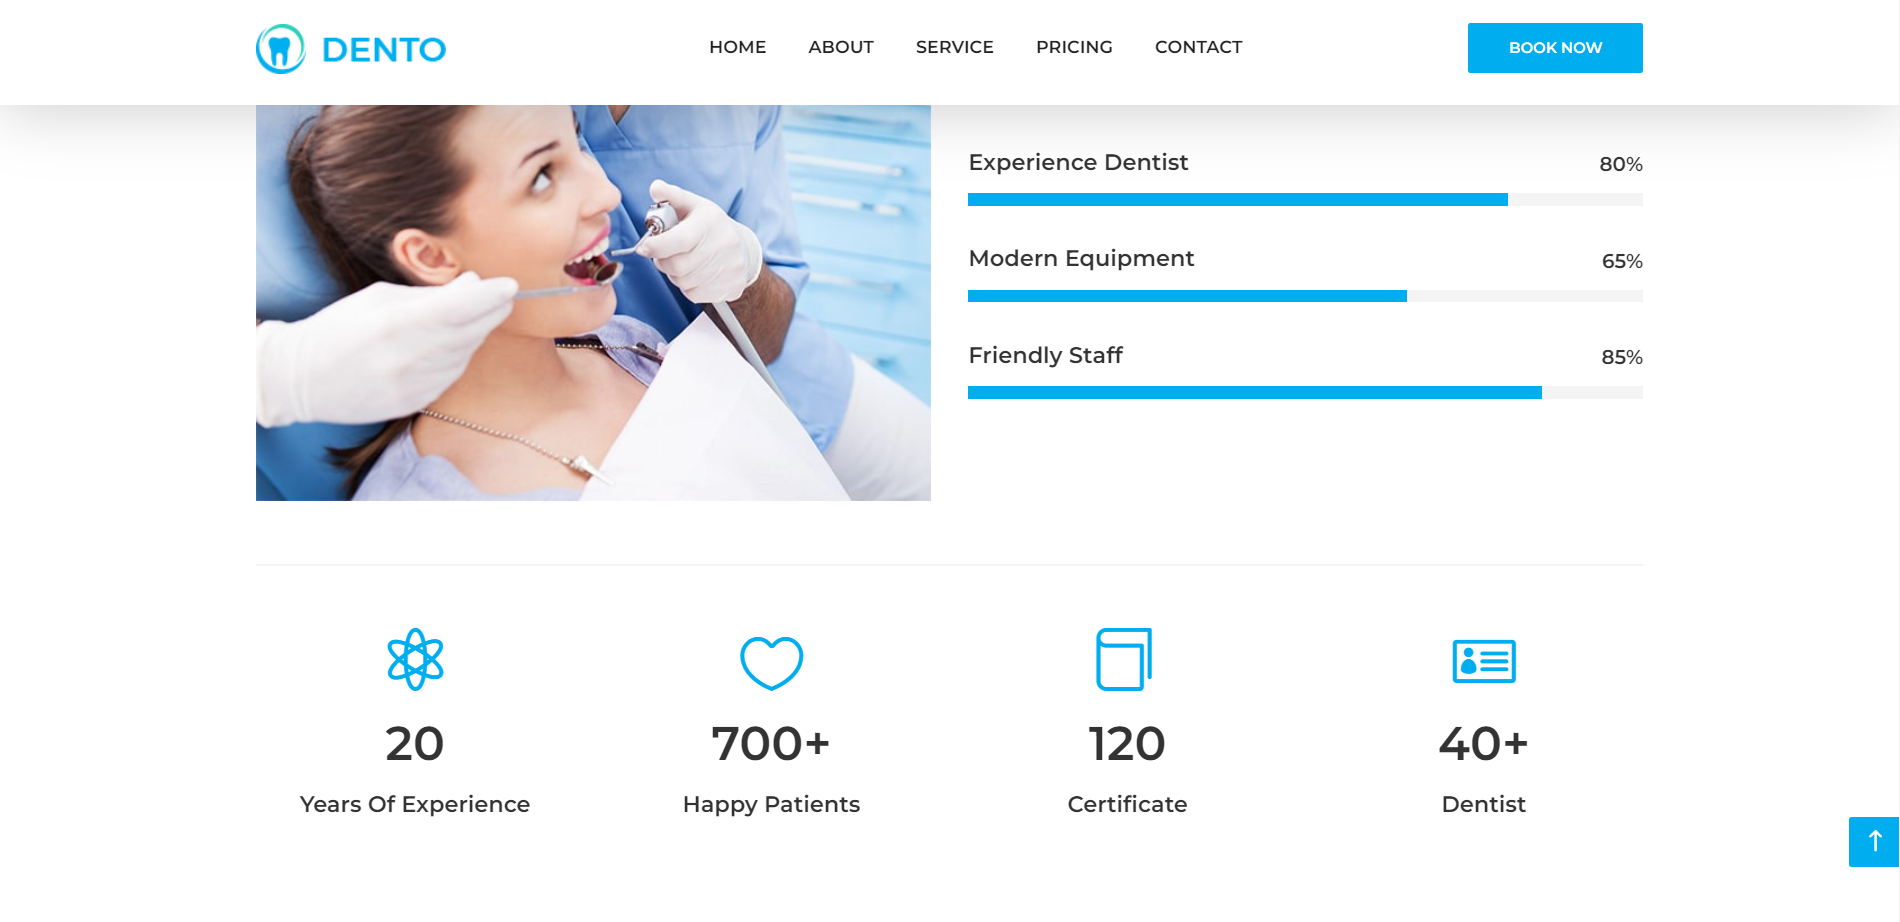 DENTO
HOME ABOUT SERVICE PRICING CONTACT
BOOK NOW
Experience Dentist 80%
Modern Equipment 65%
Friendly Staff 85%
20
Years Of Experience
700+
Happy Patients
120
Certificate
40+
Dentist